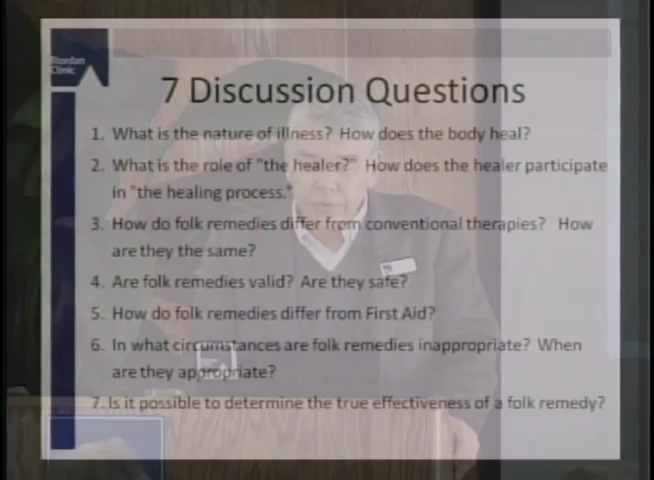 Riordan
Clinic
7 Discussion Questions
1. What is the nature of illness? How does the body heal?
2. What is the role of "the healer?" How does the healer participate
in "the healing process."
3. How do folk remedies differ from conventional therapies? How
are they the same?
4. Are folk remedies valid? Are they safe?
5. How do folk remedies differ from First Aid?
6. In what circumstances are folk remedies inappropriate? When
are they appropriate?
7. Is it possible to determine the true effectiveness of a folk remedy?